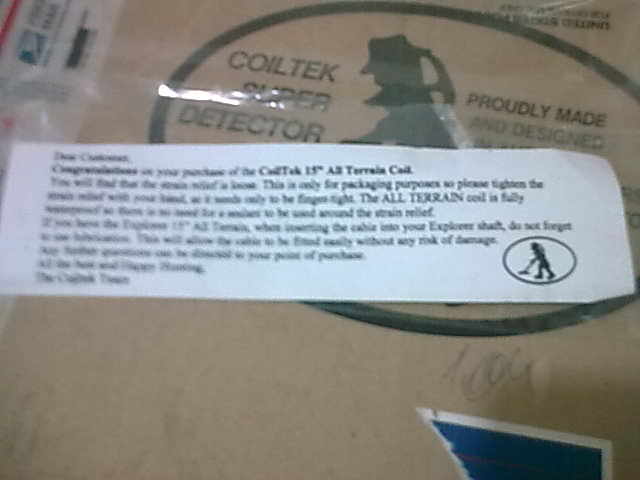 COILTEK
SUPER
DETECTOR
PROUDLY MADE
AND DESIGNED
Dear Customer,
Congratulations on your purchase of the CoilTek 15" All Terrain Coil.
You will find that the strain relief is loose. This is only for packaging purposes so please tighten the
strain relief with your hand, as it needs only to be finger tight. The ALL TERRAIN coil is fully
waterproof so there is no need for a sealant to be used around the strain relief.
If you have the Explorer 15" All Terrain, when inserting the cable into your Explorer shaft, do not forget
to use lubrication. This will allow the cable to be fitted easily without any risk of damage.
Any other questions can be directed to your point of purchase.
All the best and Happy Hunting,
The Coiltek Team